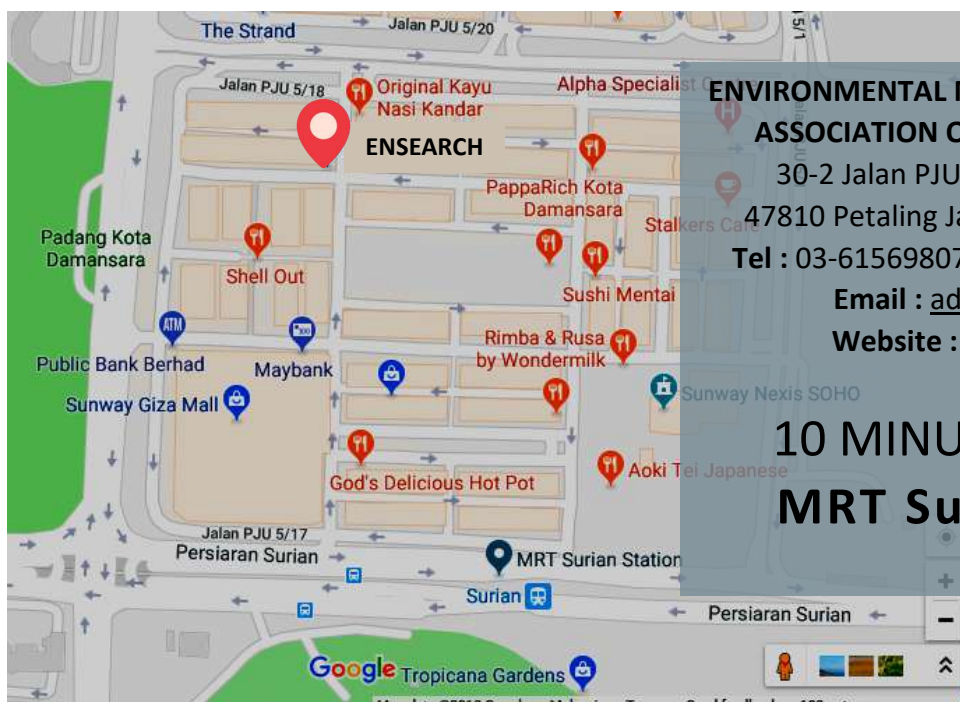 The Strand
Jalan PJU 5/20
5/1
Jalan PJU 5/18
Original Kayu
Nasi Kandar
Alpha Specialist
ENSEARCH
PappaRich Kota
Damansara
Stalkers Cafe
Padang Kota
Damansara
Shell Out
Sushi Mentai
ATM
Public Bank Berhad
Maybank
Rimba & Rusa
by Wondermilk
Sunway Giza Mall
Sunway Nexis SOHO
God's Delicious Hot Pot
Aoki Tei Japanese
Jalan PJU 5/17
Persiaran Surian
MRT Surian Station
Surian
Persiaran Surian
Google
Tropicana Gardens
ENVIRONMENTAL
ASSOCIATION
30-2 Jalan PJU
47810 Petaling
Tel : 03-6156980
Email :
Website :
10
MRT